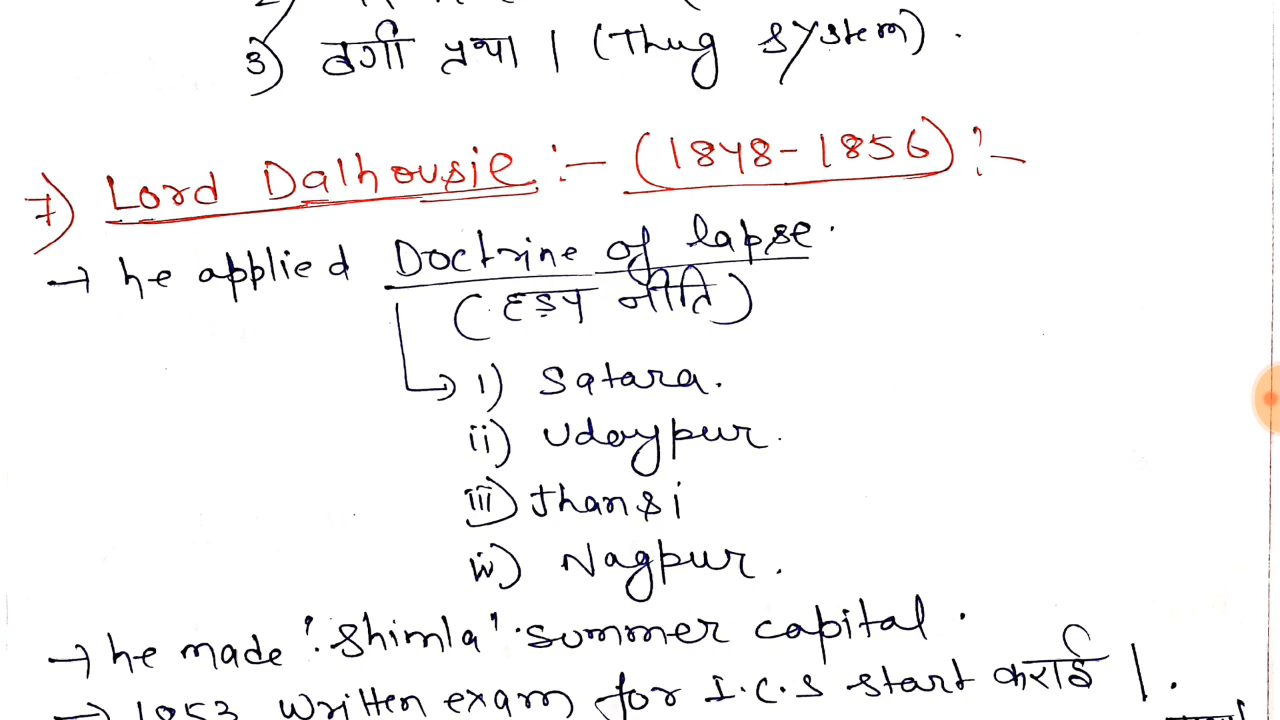 3) ठगी प्रथा । (Thug system).
7) Lord Dalhousie :- (1848-1856) :-
→ he applied Doctrine of lapse.
(हड़प नीति)
→ i) Satara.
ii) Udaypur.
iii) Jhansi
iv) Nagpur.
→ he made 'Shimla' summer capital.
→ 1853 written exam for I.C.S start कराई ।.